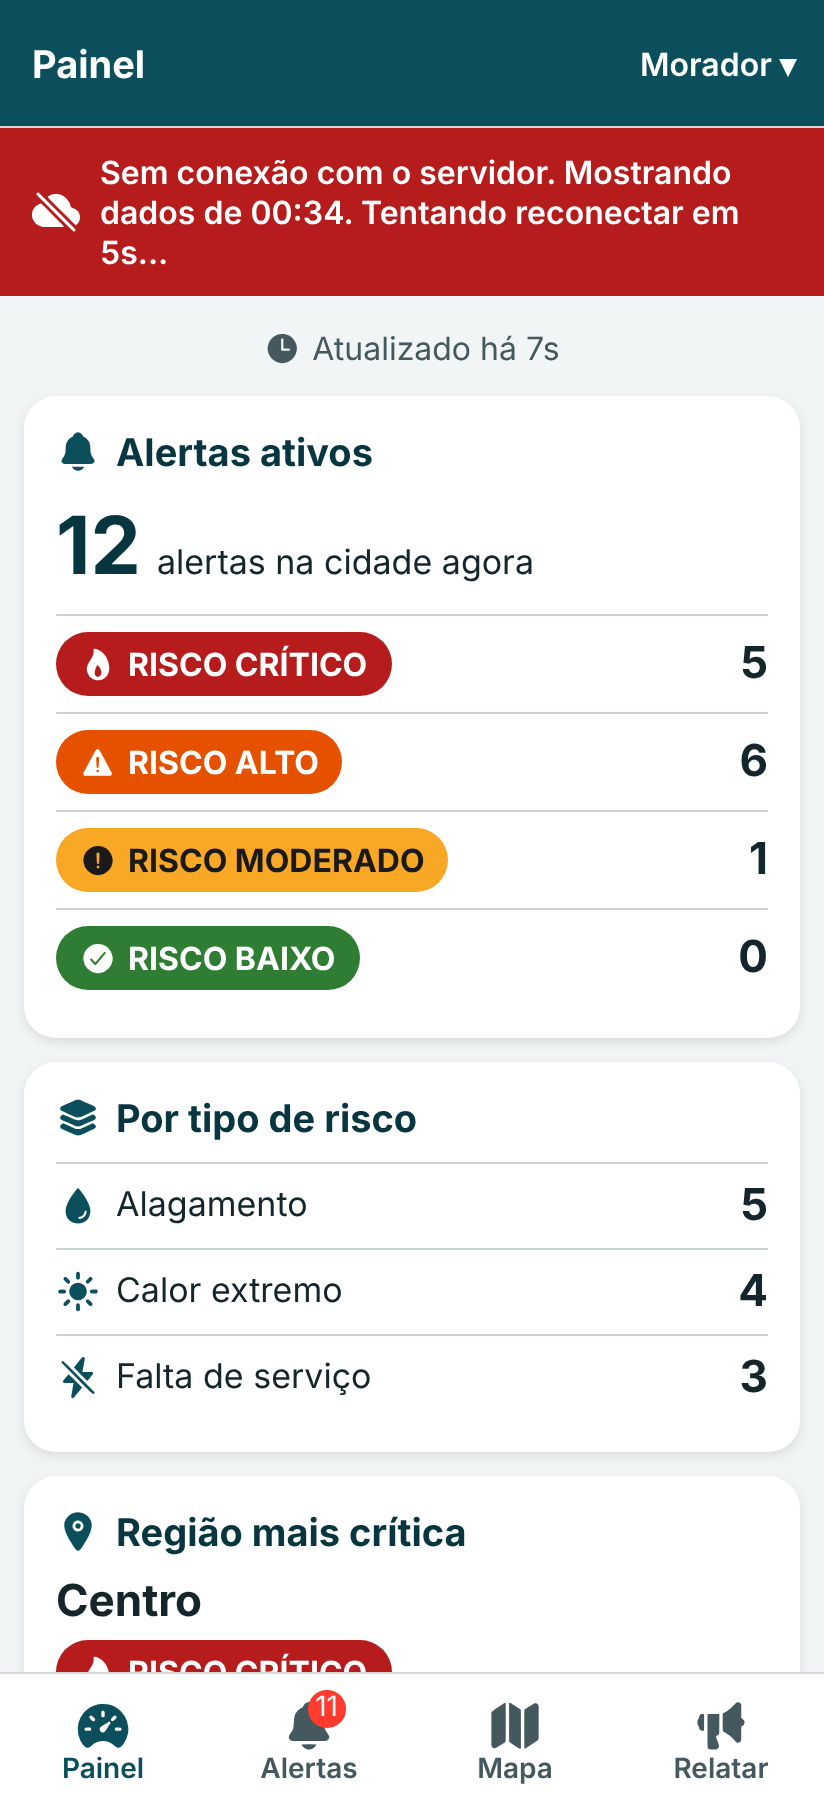 Painel
Morador ▼
Sem conexão com o servidor. Mostrando
dados de 00:34. Tentando reconectar em
5s...
Atualizado há 7s
Alertas ativos
12 alertas na cidade agora
RISCO CRÍTICO 5
RISCO ALTO 6
RISCO MODERADO 1
RISCO BAIXO 0
Por tipo de risco
Alagamento 5
Calor extremo 4
Falta de serviço 3
Região mais crítica
Centro
RISCO CRÍTICO
11
Painel
Alertas
Mapa
Relatar